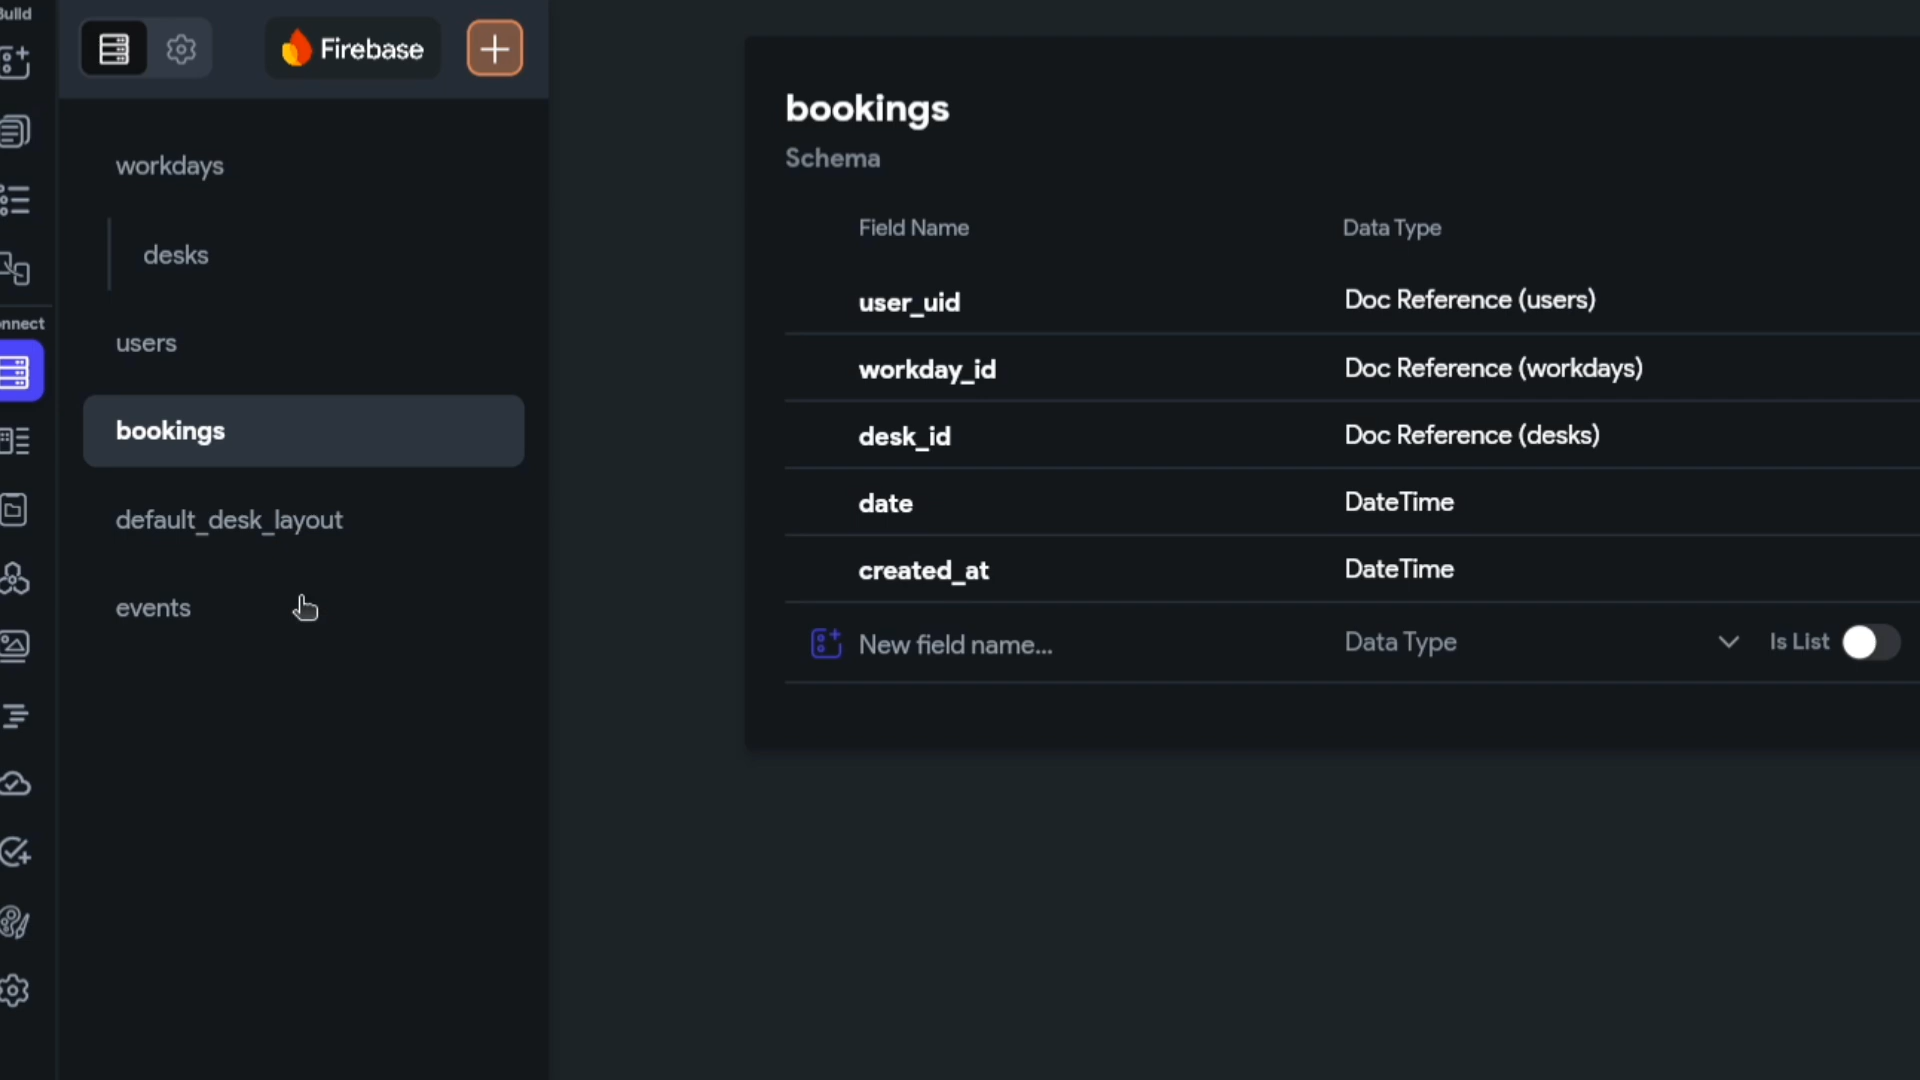 Build
onnect
Firebase
workdays
desks
users
bookings
default_desk_layout
events
bookings
Schema
Field Name Data Type
user_uid Doc Reference (users)
workday_id Doc Reference (workdays)
desk_id Doc Reference (desks)
date DateTime
created_at DateTime
New field name... Data Type Is List